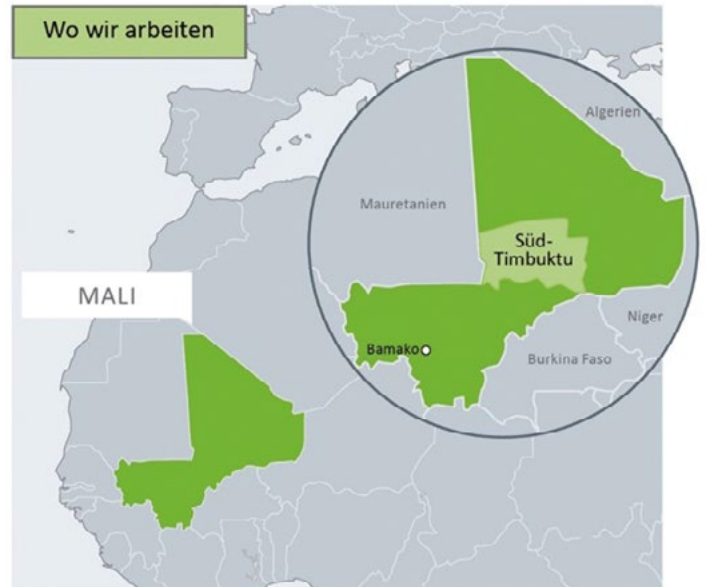 Wo wir arbeiten
Algerien
Mauretanien
Süd-
Timbuktu
MALI
Niger
Bamako
Burkina Faso